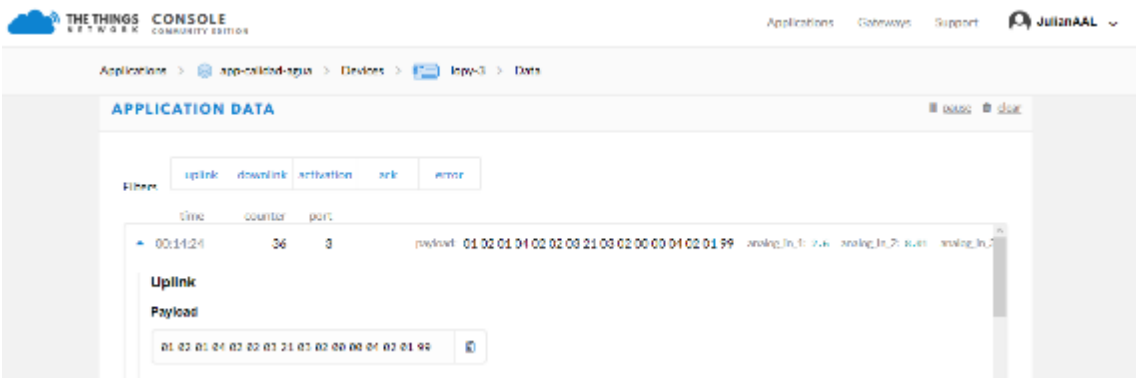 THE THINGS CONSOLE
NETWORK COMMUNITY EDITION
Applications Gateways Support JulianAAL
Applications > app-calidad-agua > Devices > lopy-3 > Data
APPLICATION DATA
pause clear
Filters uplink downlink activation ack error
time counter port
00:14:24 36 3 payload: 01 02 01 04 02 02 03 21 03 02 00 00 04 02 01 99 analog_in_1: 2.6 analog_in_2: analog_in_
Uplink
Payload
01 02 01 04 02 02 03 21 03 02 00 00 04 02 01 99